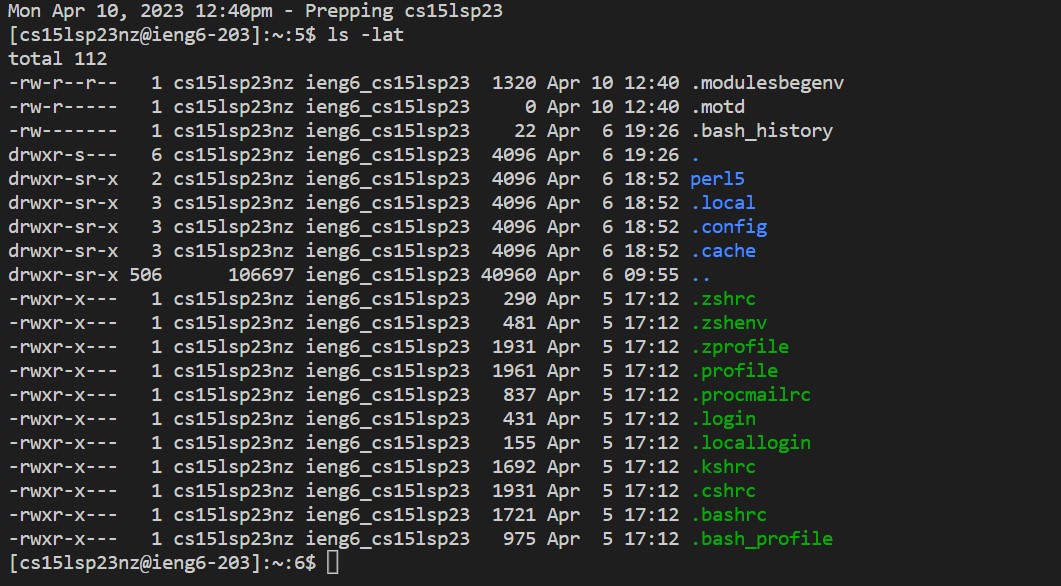 Mon Apr 10, 2023 12:40pm - Prepping cs15lsp23
[cs15lsp23nz@ieng6-203]:~:5$ ls -lat
total 112
-rw-r--r--   1 cs15lsp23nz ieng6_cs15lsp23  1320 Apr 10 12:40 .modulesbegenv
-rw-r-----   1 cs15lsp23nz ieng6_cs15lsp23     0 Apr 10 12:40 .motd
-rw-------   1 cs15lsp23nz ieng6_cs15lsp23    22 Apr  6 19:26 .bash_history
drwxr-s---   6 cs15lsp23nz ieng6_cs15lsp23  4096 Apr  6 19:26 .
drwxr-sr-x   2 cs15lsp23nz ieng6_cs15lsp23  4096 Apr  6 18:52 perl5
drwxr-sr-x   3 cs15lsp23nz ieng6_cs15lsp23  4096 Apr  6 18:52 .local
drwxr-sr-x   3 cs15lsp23nz ieng6_cs15lsp23  4096 Apr  6 18:52 .config
drwxr-sr-x   3 cs15lsp23nz ieng6_cs15lsp23  4096 Apr  6 18:52 .cache
drwxr-sr-x 506      106697 ieng6_cs15lsp23 40960 Apr  6 09:55 ..
-rwxr-x---   1 cs15lsp23nz ieng6_cs15lsp23   290 Apr  5 17:12 .zshrc
-rwxr-x---   1 cs15lsp23nz ieng6_cs15lsp23   481 Apr  5 17:12 .zshenv
-rwxr-x---   1 cs15lsp23nz ieng6_cs15lsp23  1931 Apr  5 17:12 .zprofile
-rwxr-x---   1 cs15lsp23nz ieng6_cs15lsp23  1961 Apr  5 17:12 .profile
-rwxr-x---   1 cs15lsp23nz ieng6_cs15lsp23   837 Apr  5 17:12 .procmailrc
-rwxr-x---   1 cs15lsp23nz ieng6_cs15lsp23   431 Apr  5 17:12 .login
-rwxr-x---   1 cs15lsp23nz ieng6_cs15lsp23   155 Apr  5 17:12 .locallogin
-rwxr-x---   1 cs15lsp23nz ieng6_cs15lsp23  1692 Apr  5 17:12 .kshrc
-rwxr-x---   1 cs15lsp23nz ieng6_cs15lsp23  1931 Apr  5 17:12 .cshrc
-rwxr-x---   1 cs15lsp23nz ieng6_cs15lsp23  1721 Apr  5 17:12 .bashrc
-rwxr-x---   1 cs15lsp23nz ieng6_cs15lsp23   975 Apr  5 17:12 .bash_profile
[cs15lsp23nz@ieng6-203]:~:6$